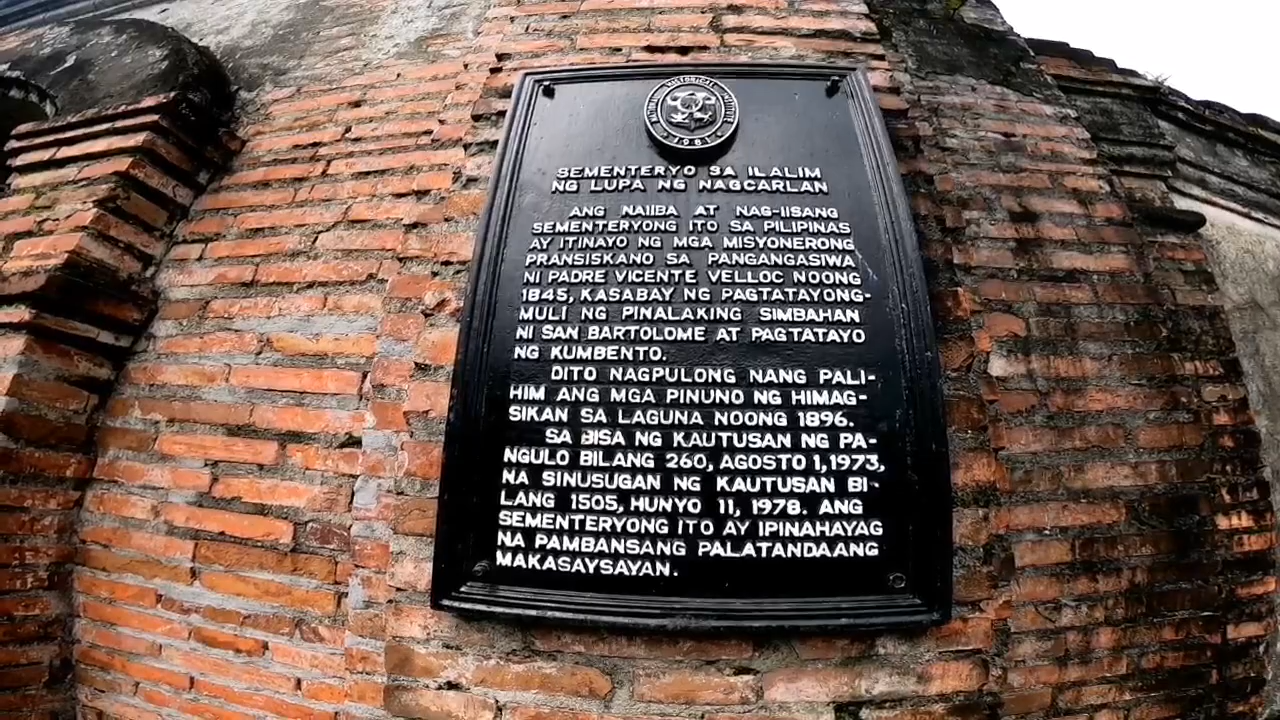 NATIONAL HISTORICAL INSTITUTE
1981
SEMENTERYO SA ILALIM
NG LUPA NG NAGCARLAN
ANG NAIIBA AT NAG-IISANG
SEMENTERYONG ITO SA PILIPINAS
AY ITINAYO NG MGA MISYONERONG
PRANSISKANO SA PANGANGASIWA
NI PADRE VICENTE VELLOC NOONG
1845, KASABAY NG PAGTATAYONG-
MULI NG PINALAKING SIMBAHAN
NI SAN BARTOLOME AT PAGTATAYO
NG KUMBENTO.
DITO NAGPULONG NANG PALI-
HIM ANG MGA PINUNO NG HIMAG-
SIKAN SA LAGUNA NOONG 1896.
SA BISA NG KAUTUSAN NG PA-
NGULO BILANG 260, AGOSTO 1,1973,
NA SINUSUGAN NG KAUTUSAN BI-
LANG 1505, HUNYO 11, 1978. ANG
SEMENTERYONG ITO AY IPINAHAYAG
NA PAMBANSANG PALATANDAANG
MAKASAYSAYAN.